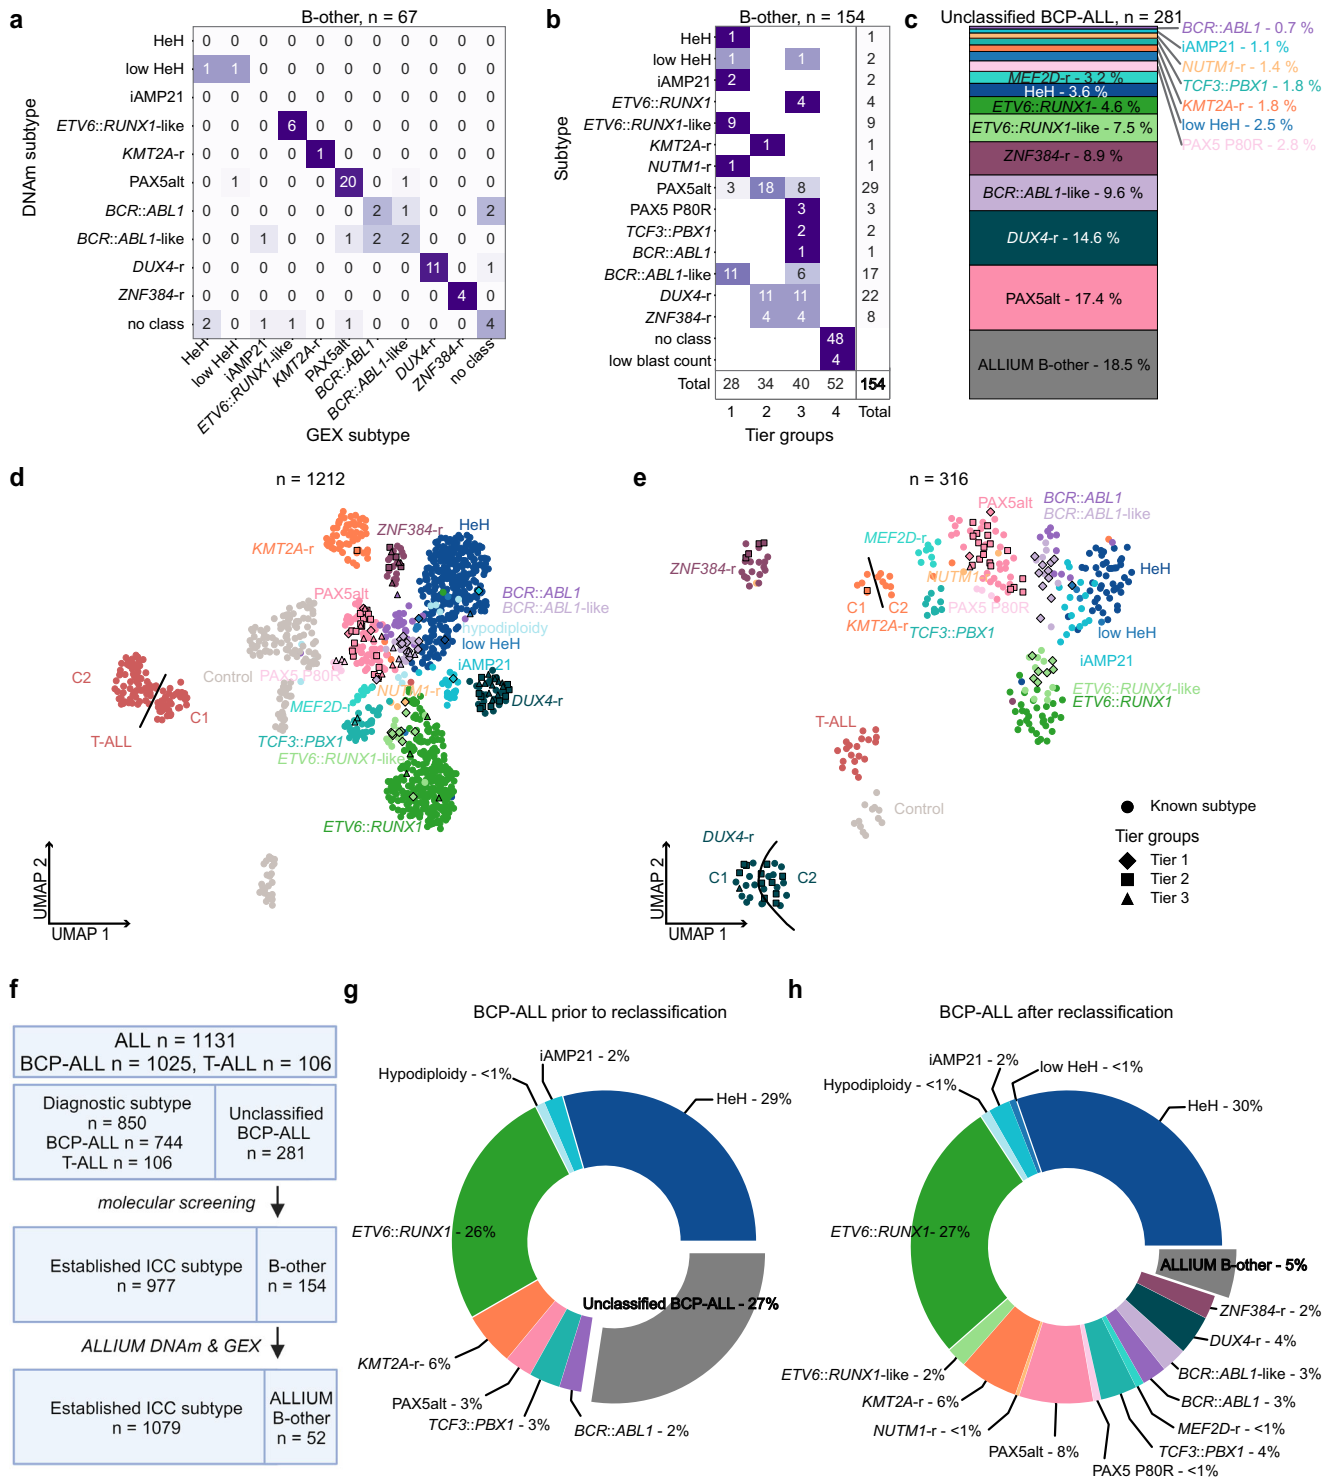 a
B-other, n = 67
DNAm subtype
HeH 0 0 0 0 0 0 0 0 0 0 0
low HeH 1 1 0 0 0 0 0 0 0 0 0
iAMP21 0 0 0 0 0 0 0 0 0 0 0
ETV6::RUNX1-like 0 0 0 6 0 0 0 0 0 0 0
KMT2A-r 0 0 0 0 1 0 0 0 0 0 0
PAX5alt 0 1 0 0 0 20 0 1 0 0 0
BCR::ABL1 0 0 0 0 0 0 2 1 0 0 2
BCR::ABL1-like 0 0 1 0 0 1 2 2 0 0 0
DUX4-r 0 0 0 0 0 0 0 0 11 0 1
ZNF384-r 0 0 0 0 0 0 0 0 0 4 0
no class 2 0 1 1 0 1 0 0 0 0 4
HeH
low HeH
iAMP21
ETV6::RUNX1-like
KMT2A-r
PAX5alt
BCR::ABL1
BCR::ABL1-like
DUX4-r
ZNF384-r
no class
GEX subtype
b
B-other, n = 154
Subtype
HeH 1 1
low HeH 1 1 2
iAMP21 2 2
ETV6::RUNX1 4 4
ETV6::RUNX1-like 9 9
KMT2A-r 1 1
NUTM1-r 1 1
PAX5alt 3 18 8 29
PAX5 P80R 3 3
TCF3::PBX1 2 2
BCR::ABL1 1 1
BCR::ABL1-like 11 6 17
DUX4-r 11 11 22
ZNF384-r 4 4 8
no class 48
low blast count 4
Total 28 34 40 52 154
1 2 3 4 Total
Tier groups
c
Unclassified BCP-ALL, n = 281
BCR::ABL1 - 0.7 %
iAMP21 - 1.1 %
NUTM1-r - 1.4 %
TCF3::PBX1 - 1.8 %
KMT2A-r - 1.8 %
low HeH - 2.5 %
PAX5 P80R - 2.8 %
MEF2D-r - 3.2 %
HeH - 3.6 %
ETV6::RUNX1 - 4.6 %
ETV6::RUNX1-like - 7.5 %
ZNF384-r - 8.9 %
BCR::ABL1-like - 9.6 %
DUX4-r - 14.6 %
PAX5alt - 17.4 %
ALLIUM B-other - 18.5 %
d
n = 1212
KMT2A-r
ZNF384-r
HeH
PAX5alt
BCR::ABL1
BCR::ABL1-like
hypodiploidy
low HeH
iAMP21
Control
PAX5 P80R
C2
C1
T-ALL
NUTM1-r
MEF2D-r
DUX4-r
TCF3::PBX1
ETV6::RUNX1-like
ETV6::RUNX1
UMAP 2
UMAP 1
e
n = 316
PAX5alt
BCR::ABL1
BCR::ABL1-like
MEF2D-r
ZNF384-r
NUTM1
HeH
C1 C2
KMT2A-r
PAX5 P80R
TCF3::PBX1
low HeH
iAMP21
ETV6::RUNX1-like
ETV6::RUNX1
T-ALL
Control
DUX4-r
C1
C2
UMAP 2
UMAP 1
Known subtype
Tier groups
Tier 1
Tier 2
Tier 3
f
ALL n = 1131
BCP-ALL n = 1025, T-ALL n = 106
Diagnostic subtype
n = 850
BCP-ALL n = 744
T-ALL n = 106
Unclassified
BCP-ALL
n = 281
molecular screening
Established ICC subtype
n = 977
B-other
n = 154
ALLIUM DNAm & GEX
Established ICC subtype
n = 1079
ALLIUM
B-other
n = 52
g
BCP-ALL prior to reclassification
iAMP21 - 2%
Hypodiploidy - <1%
HeH - 29%
ETV6::RUNX1 - 26%
Unclassified BCP-ALL - 27%
KMT2A-r- 6%
PAX5alt - 3%
TCF3::PBX1 - 3%
BCR::ABL1 - 2%
h
BCP-ALL after reclassification
iAMP21 - 2%
low HeH - <1%
Hypodiploidy - <1%
HeH - 30%
ETV6::RUNX1- 27%
ALLIUM B-other - 5%
ZNF384-r - 2%
DUX4-r - 4%
BCR::ABL1-like - 3%
BCR::ABL1 - 3%
MEF2D-r - <1%
TCF3::PBX1 - 4%
PAX5 P80R - <1%
PAX5alt - 8%
NUTM1-r - <1%
KMT2A-r - 6%
ETV6::RUNX1-like - 2%